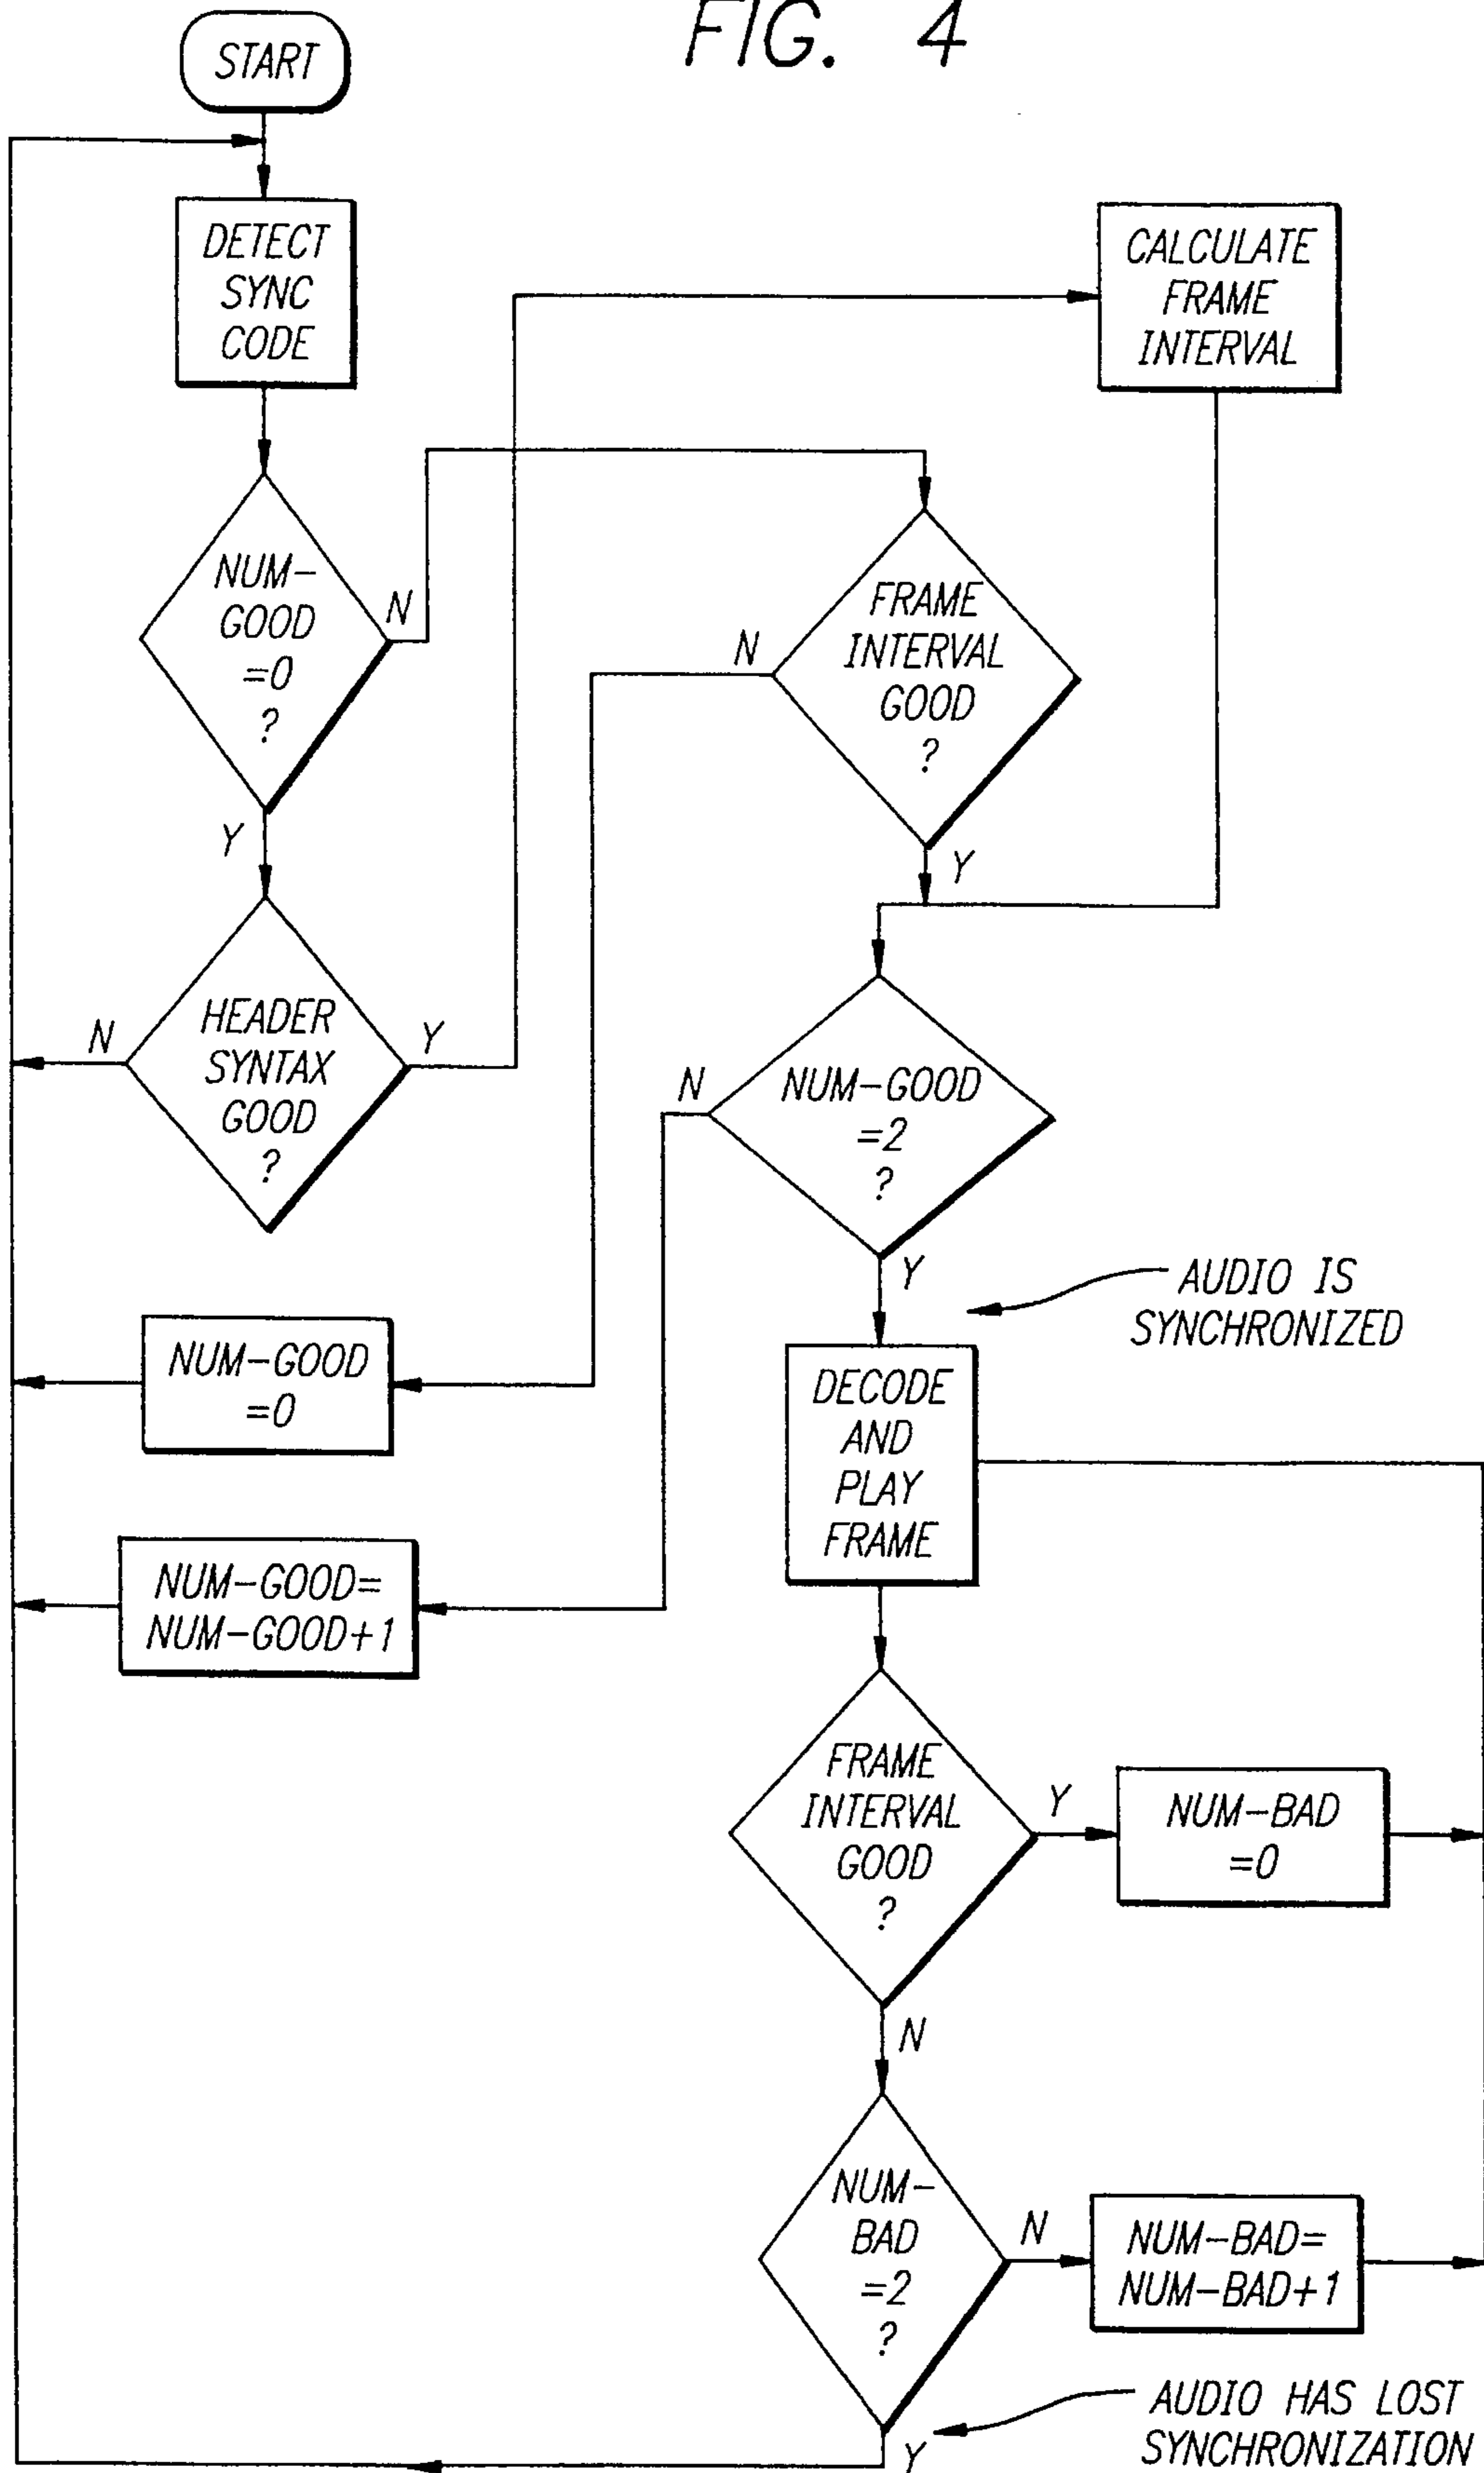 FIG. 4
START
DETECT
SYNC
CODE
CALCULATE
FRAME
INTERVAL
NUM-
GOOD
=0
?
N
Y
FRAME
INTERVAL
GOOD
?
N
Y
HEADER
SYNTAX
GOOD
?
N
Y
NUM-GOOD
=2
?
N
Y
AUDIO IS
SYNCHRONIZED
NUM-GOOD
=0
DECODE
AND
PLAY
FRAME
NUM-GOOD=
NUM-GOOD+1
FRAME
INTERVAL
GOOD
?
Y
N
NUM-BAD
=0
NUM-
BAD
=2
?
N
Y
NUM-BAD=
NUM-BAD+1
AUDIO HAS LOST
SYNCHRONIZATION